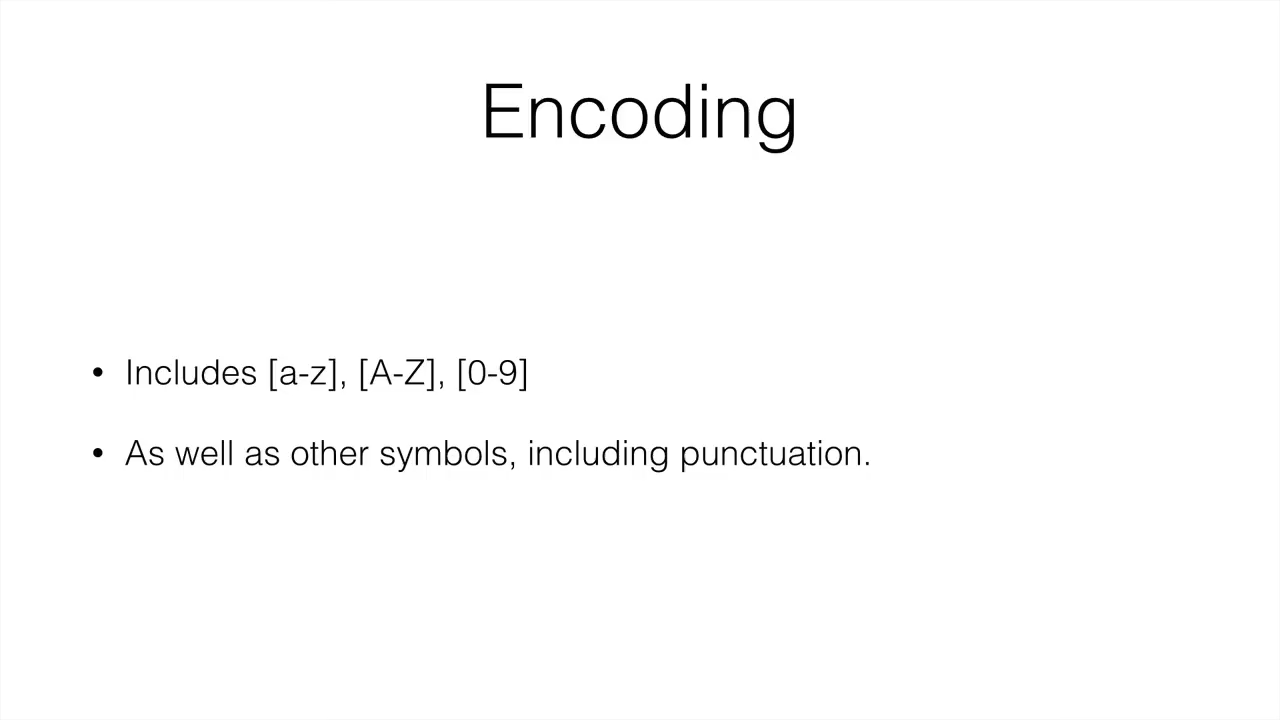 Encoding
• Includes [a-z], [A-Z], [0-9]
• As well as other symbols, including punctuation.